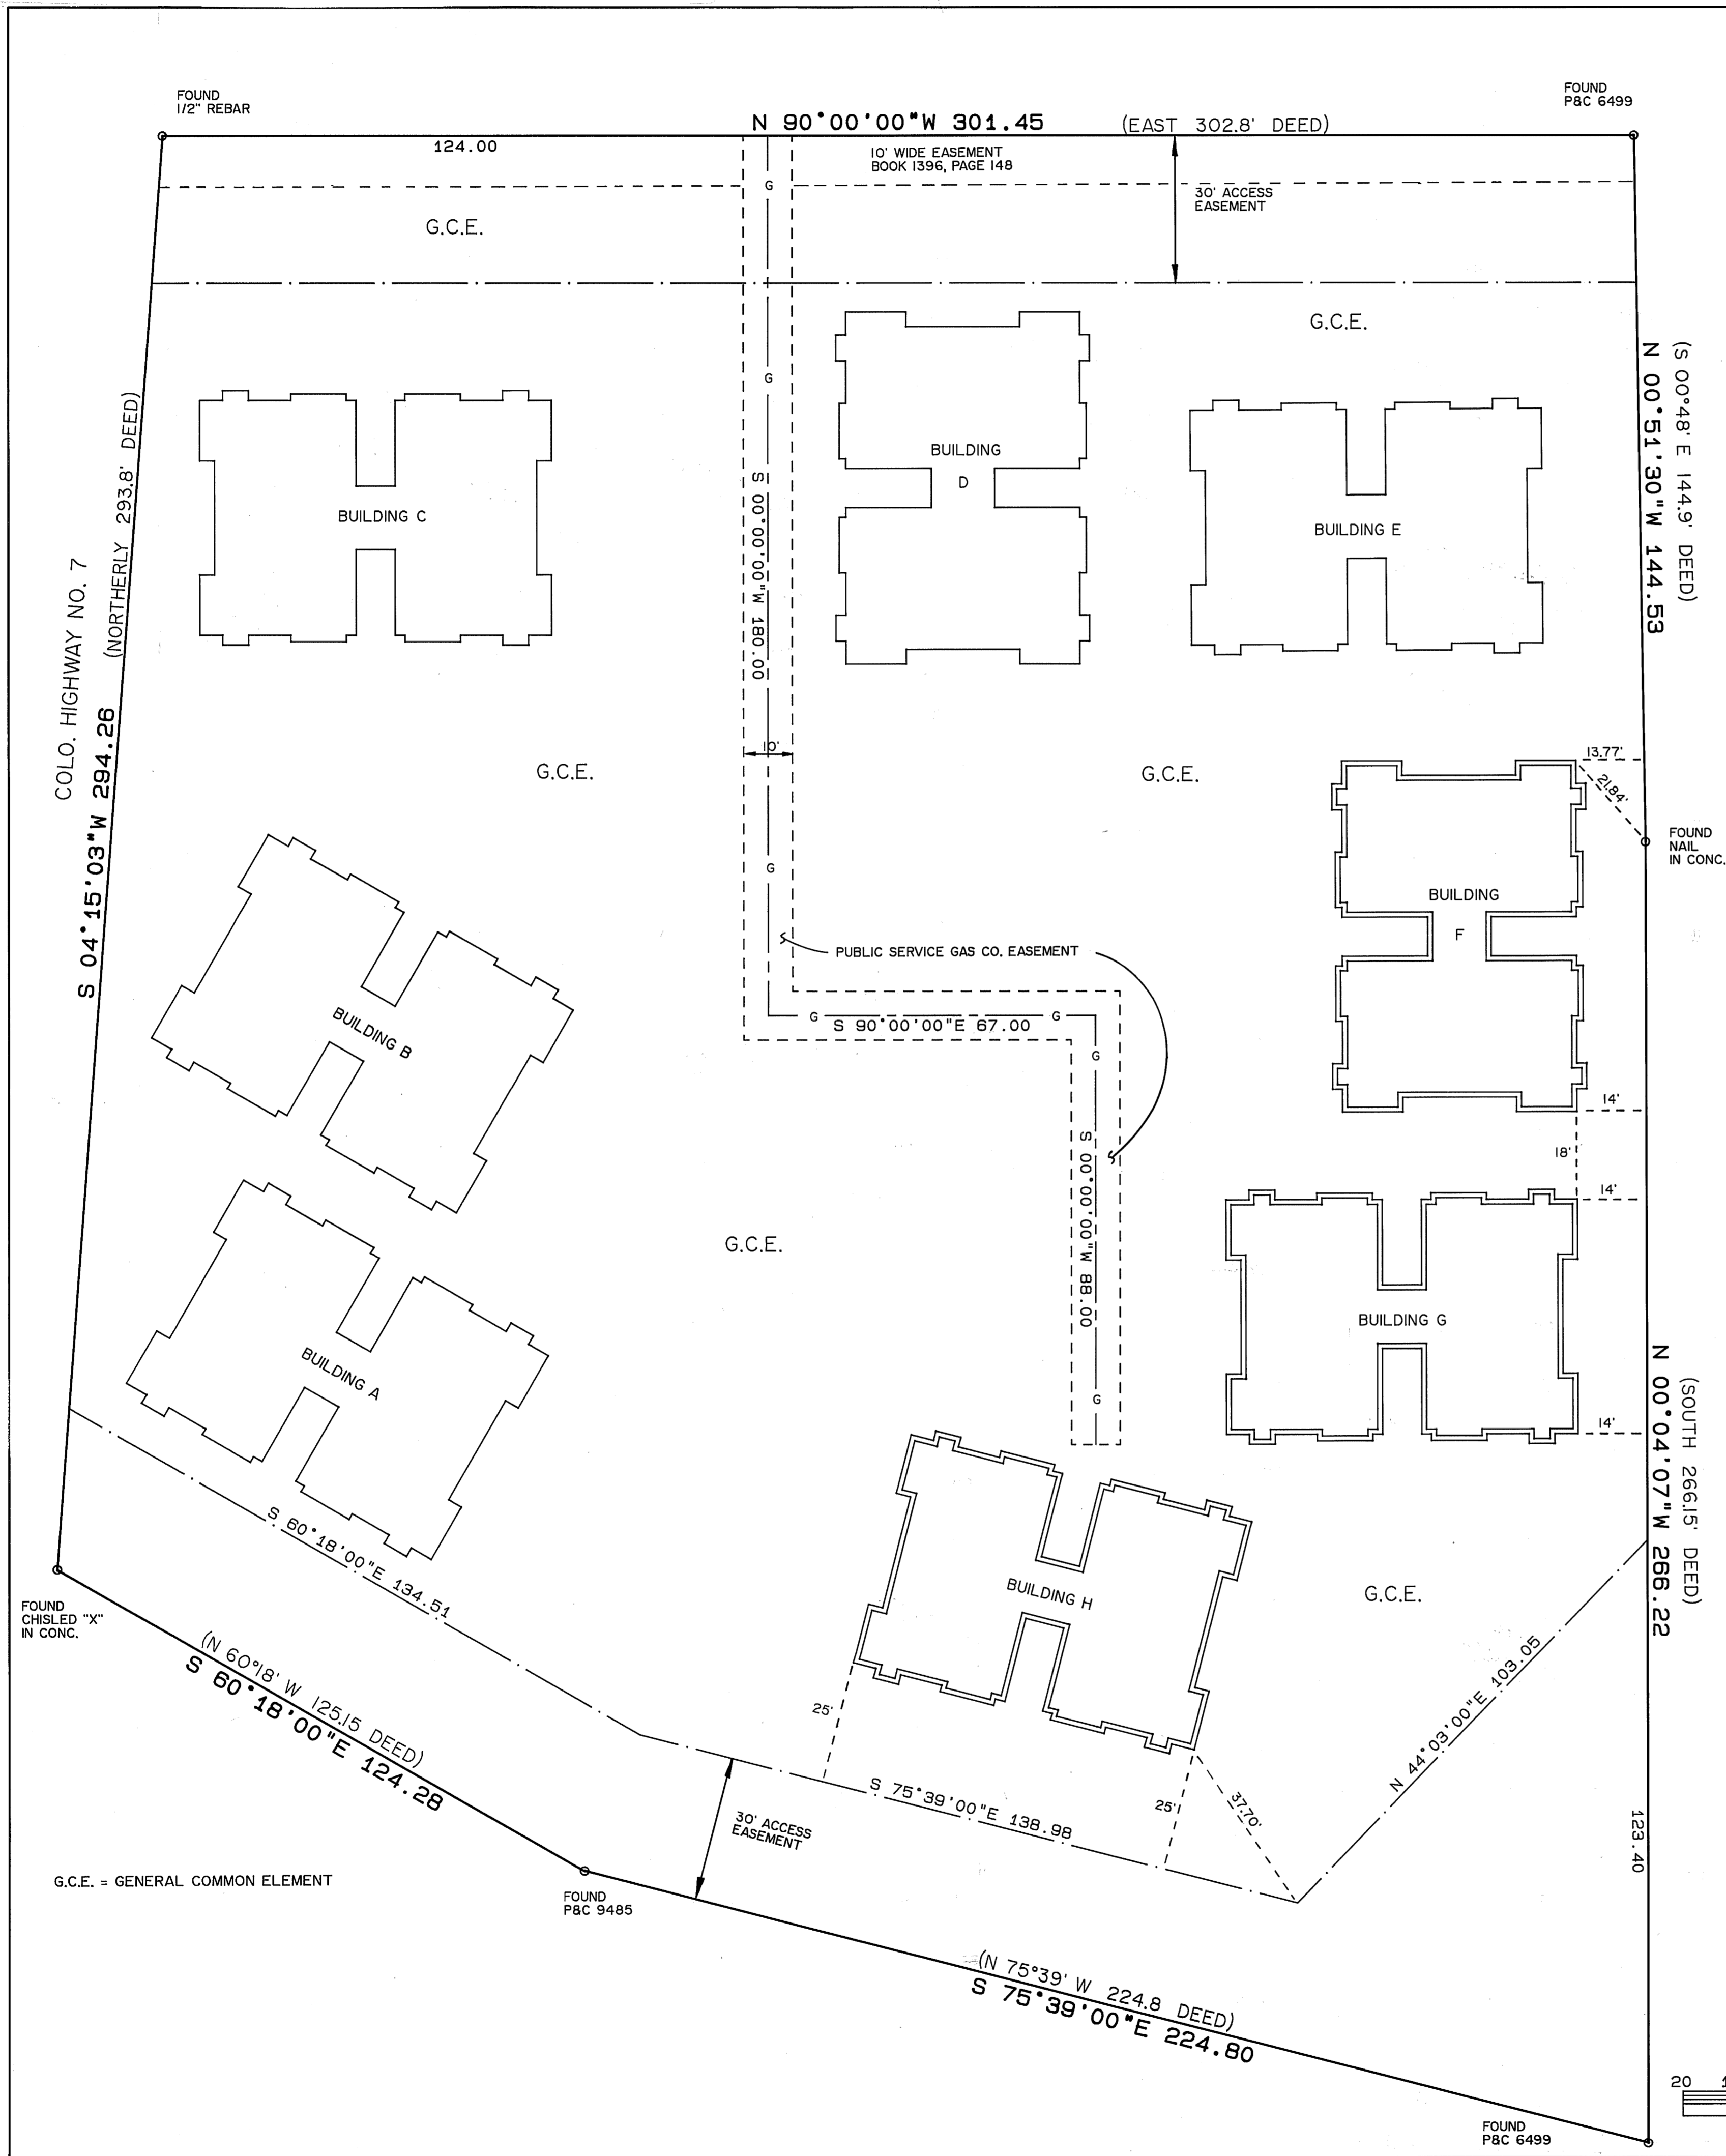 FOUND
1/2" REBAR
FOUND
P&C 6499
N 90°00'00"W 301.45
(EAST 302.8' DEED)
124.00
10' WIDE EASEMENT
BOOK 1396, PAGE 148
G
30' ACCESS
EASEMENT
G.C.E.
G.C.E.
(S 00°48' E 144.9' DEED)
N 00°51'30"W 144.53
G
BUILDING
D
BUILDING C
BUILDING E
S 00°00'00"W 180.00
COLO. HIGHWAY NO. 7
(NORTHERLY 293.8' DEED)
S 04°15'03"W 294.26
10'
G.C.E.
G.C.E.
13.77'
21.84'
FOUND
NAIL
IN CONC.
G
BUILDING
F
PUBLIC SERVICE GAS CO. EASEMENT
BUILDING B
G
G
S 90°00'00"E 67.00
G
14'
18'
14'
S 00°00'00"W 88.00
G.C.E.
BUILDING G
BUILDING A
G
14'
N 00°04'07"W 266.22
(SOUTH 266.15' DEED)
S 60°18'00"E 134.51
BUILDING H
G.C.E.
FOUND
CHISLED "X"
IN CONC.
(N 60°18' W 125.15 DEED)
S 60°18'00"E 124.28
25'
N 44°03'00"E 103.05
S 75°39'00"E 138.98
25'
37.70'
30' ACCESS
EASEMENT
123.40
G.C.E. = GENERAL COMMON ELEMENT
FOUND
P&C 9485
(N 75°39' W 224.8 DEED)
S 75°39'00"E 224.80
20
FOUND
P&C 6499